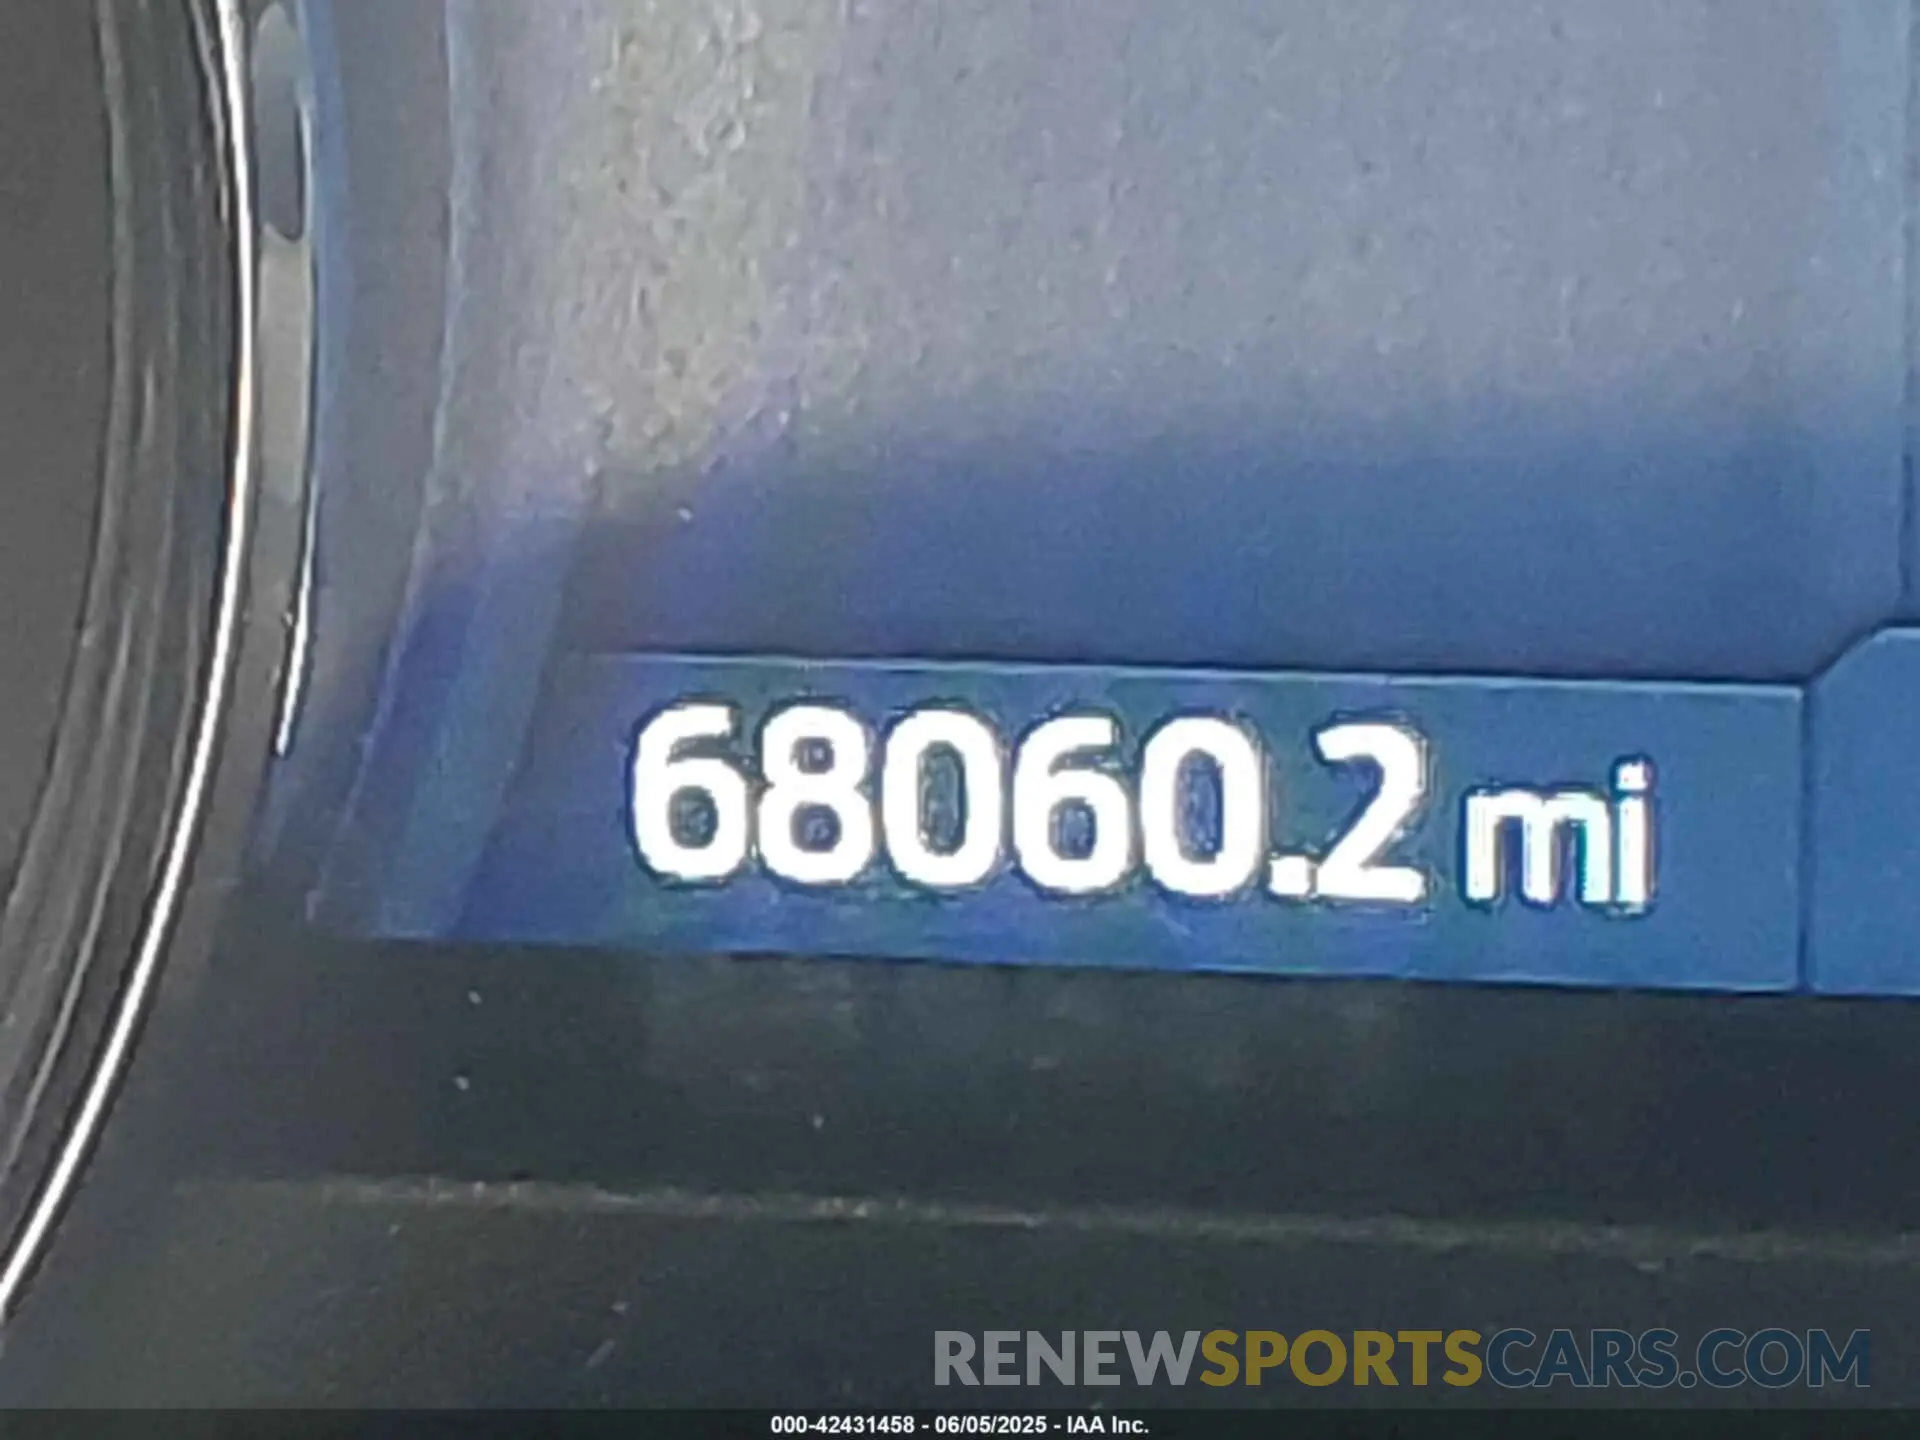 68060.2 mi
RENEWSPORTSCARS.COM
000-42431458 - 06/05/2025 - IAA Inc.